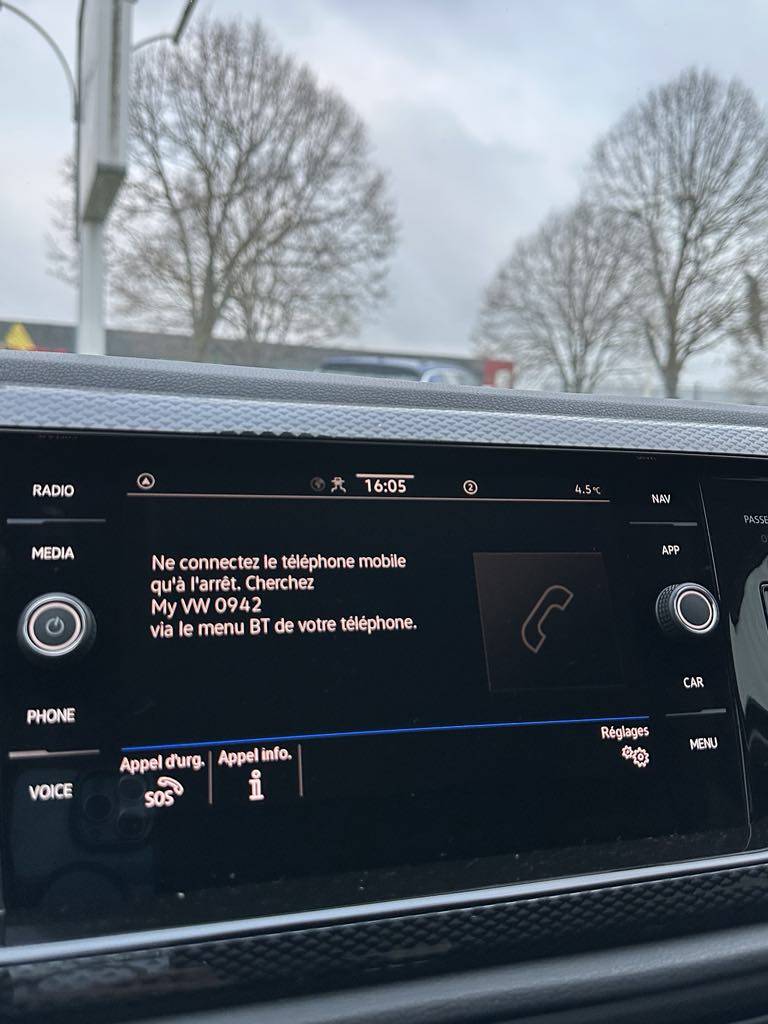 RADIO
16:05
2
4.5°C
NAV
MEDIA
APP
Ne connectez le téléphone mobile
qu'à l'arrêt. Cherchez
My VW 0942
via le menu BT de votre téléphone.
PHONE
CAR
Réglages
MENU
Appel d'urg.
Appel info.
VOICE
SOS
i